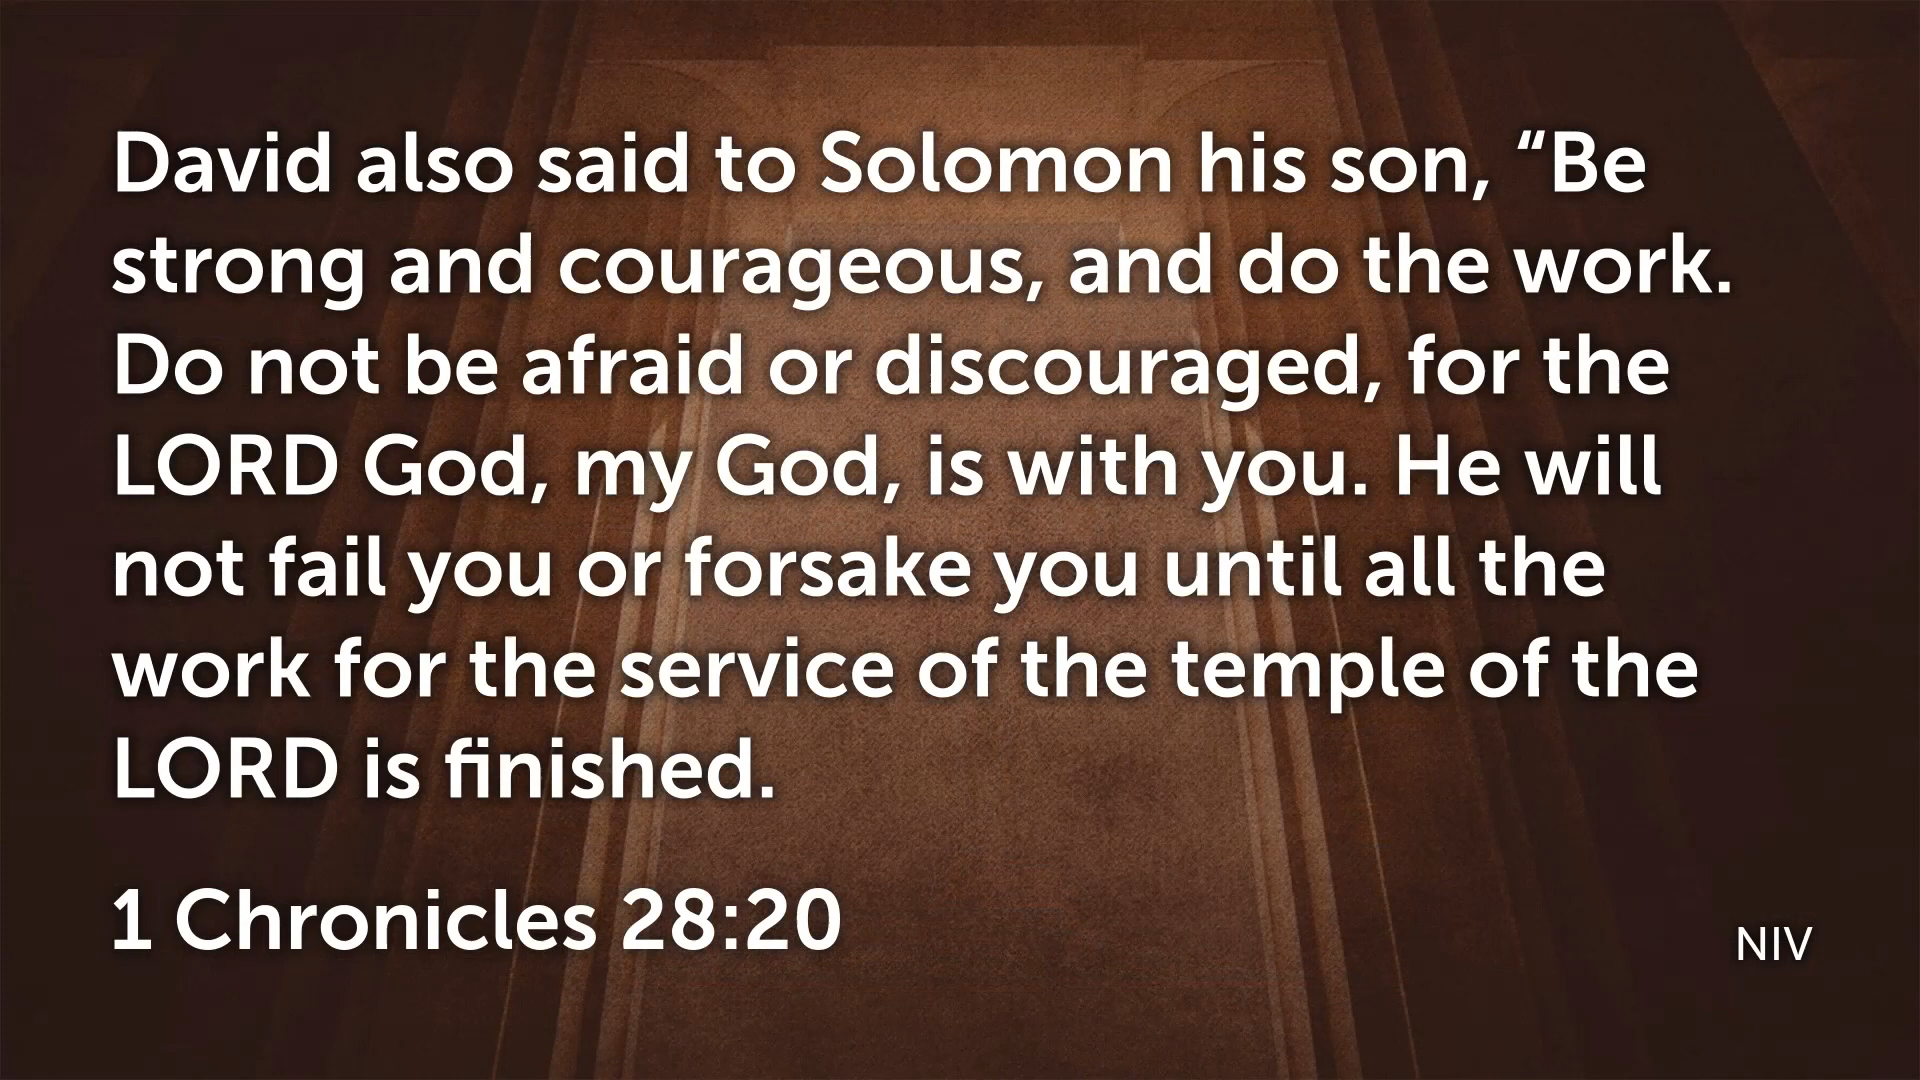 David also said to Solomon his son, “Be
strong and courageous, and do the work.
Do not be afraid or discouraged, for the
LORD God, my God, is with you. He will
not fail you or forsake you until all the
work for the service of the temple of the
LORD is finished.
1 Chronicles 28:20
NIV